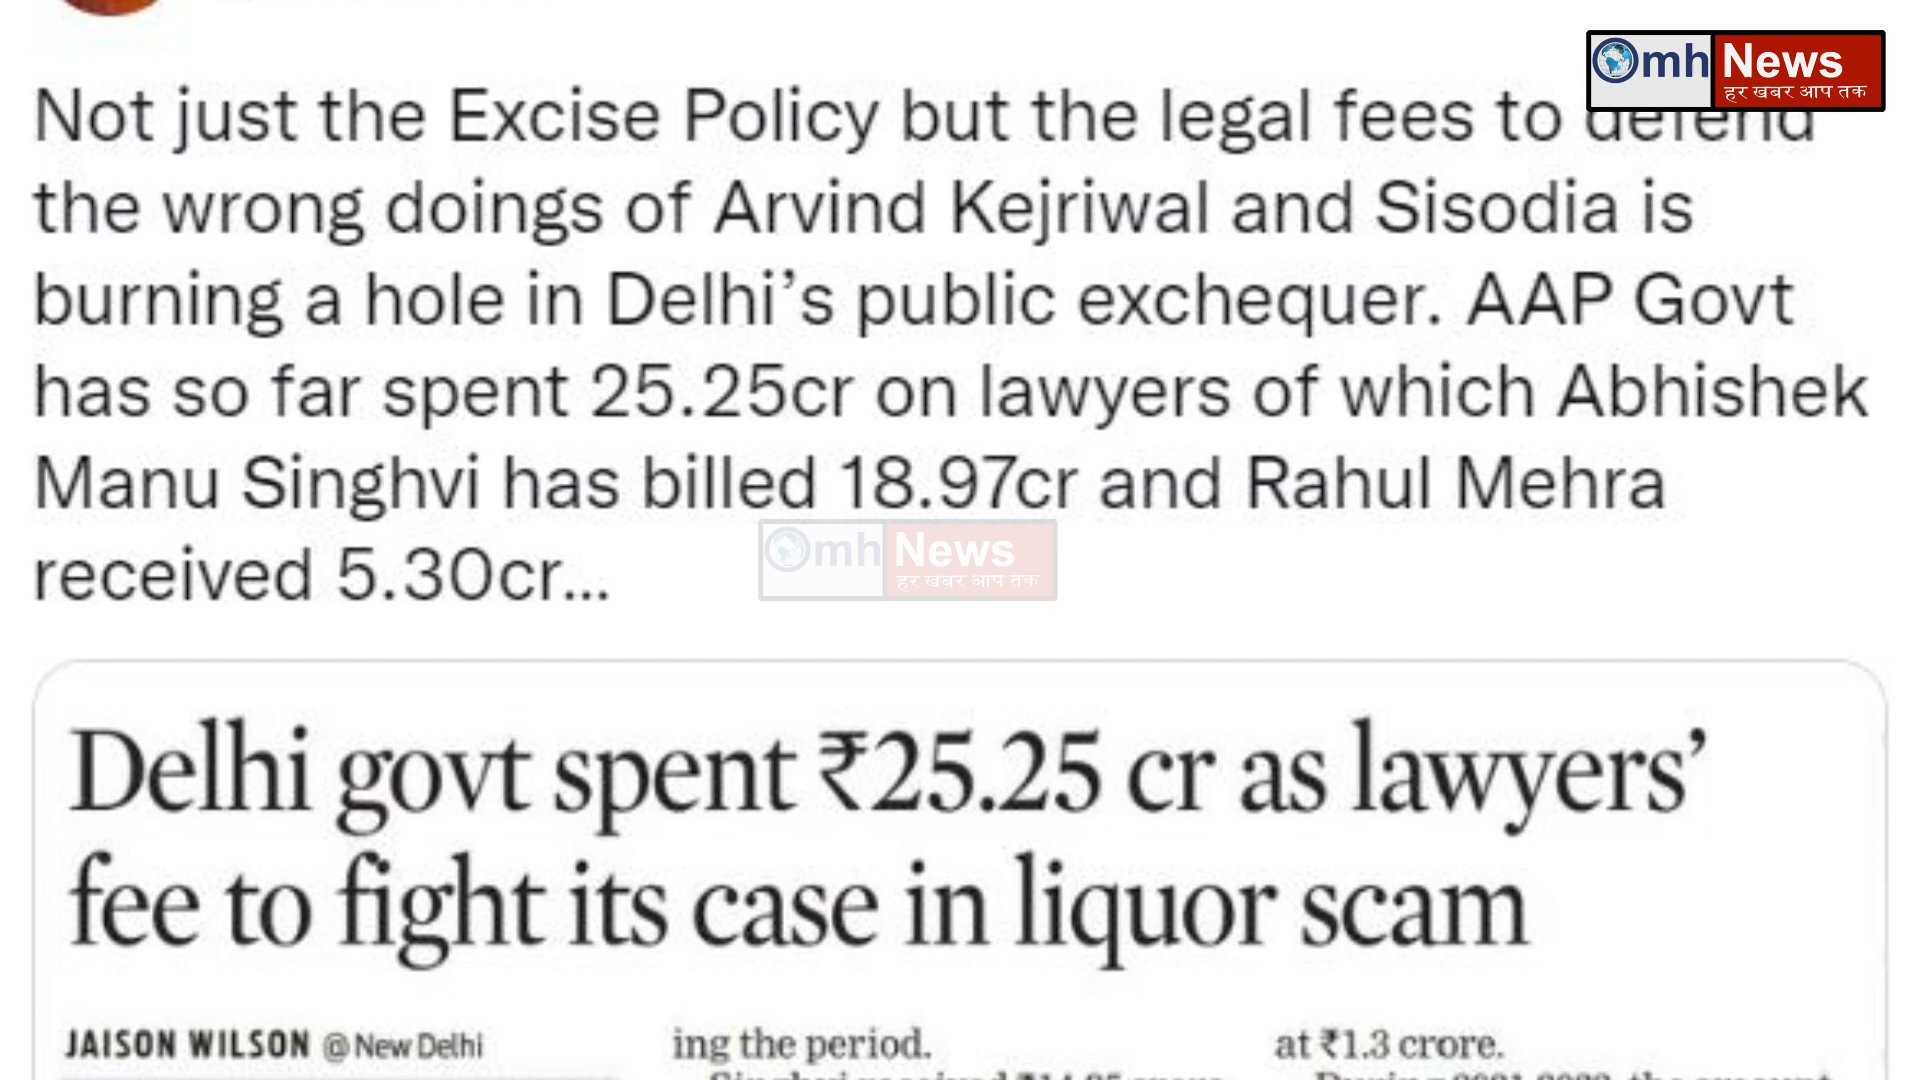 Omh News
हर खबर आप तक
Not just the Excise Policy but the legal fees to defend
the wrong doings of Arvind Kejriwal and Sisodia is
burning a hole in Delhi’s public exchequer. AAP Govt
has so far spent 25.25cr on lawyers of which Abhishek
Manu Singhvi has billed 18.97cr and Rahul Mehra
received 5.30cr...
Omh News
हर खबर आप तक
Delhi govt spent ₹25.25 cr as lawyers’
fee to fight its case in liquor scam
JAISON WILSON @ New Delhi
ing the period.
at ₹1.3 crore.